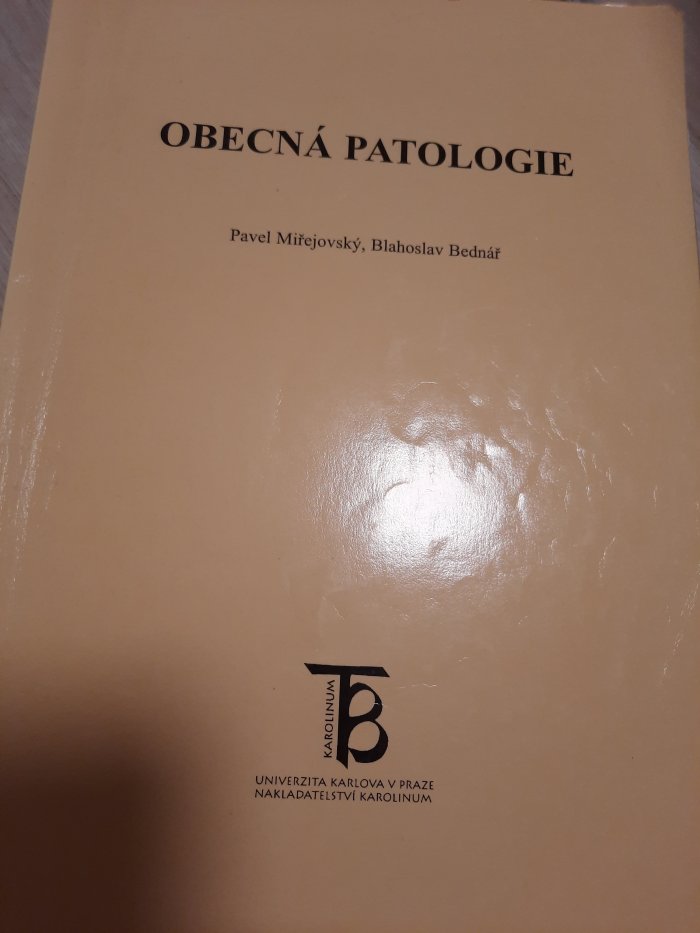 OBECNÁ PATOLOGIE
Pavel Miřejovský, Blahoslav Bednář
KAROLINUM
UNIVERZITA KARLOVA V PRAZE
NAKLADATELSTVÍ KAROLINUM